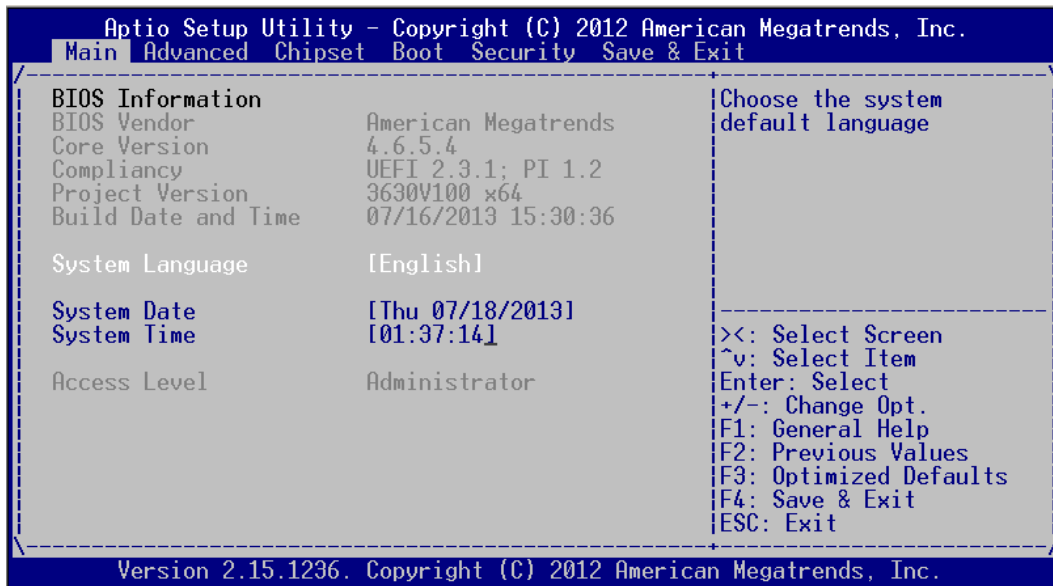 Aptio Setup Utility - Copyright (C) 2012 American Megatrends, Inc.
Main Advanced Chipset Boot Security Save & Exit
BIOS Information
BIOS Vendor American Megatrends
Core Version 4.6.5.4
Compliancy UEFI 2.3.1; PI 1.2
Project Version 3630V100 x64
Build Date and Time 07/16/2013 15:30:36
System Language [English]
System Date [Thu 07/18/2013]
System Time [01:37:14]
Access Level Administrator
Choose the system
default language
><: Select Screen
^v: Select Item
Enter: Select
+/-: Change Opt.
F1: General Help
F2: Previous Values
F3: Optimized Defaults
F4: Save & Exit
ESC: Exit
Version 2.15.1236. Copyright (C) 2012 American Megatrends, Inc.